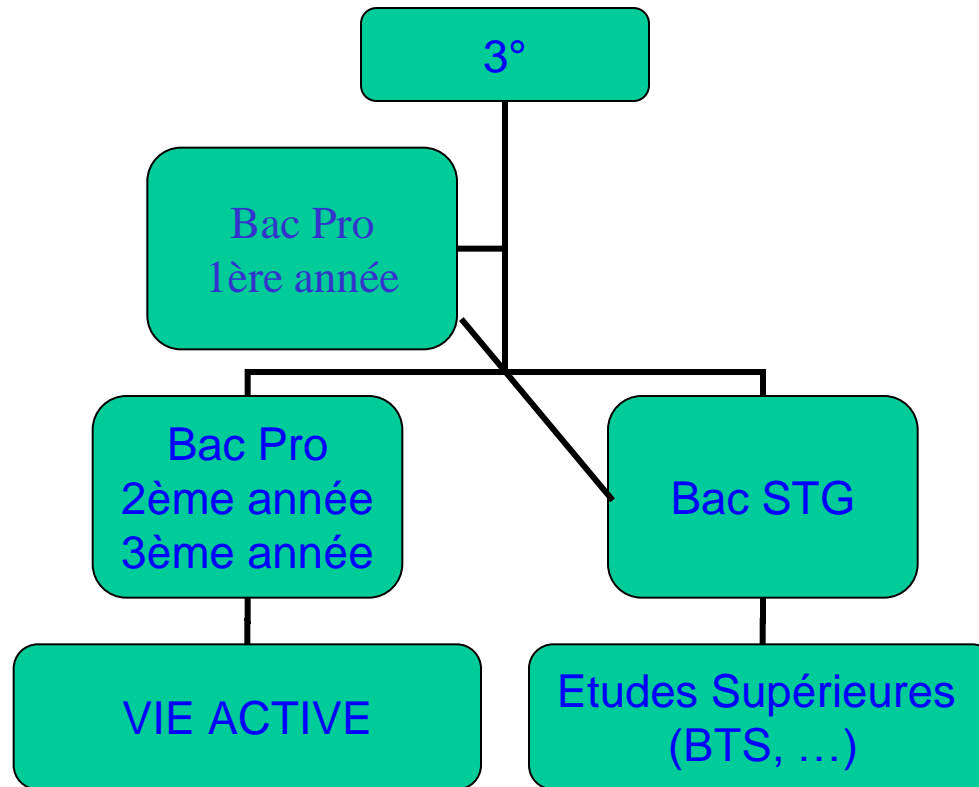 3°
Bac Pro
1ère année
Bac Pro
2ème année
3ème année
Bac STG
VIE ACTIVE
Etudes Supérieures
(BTS, …)